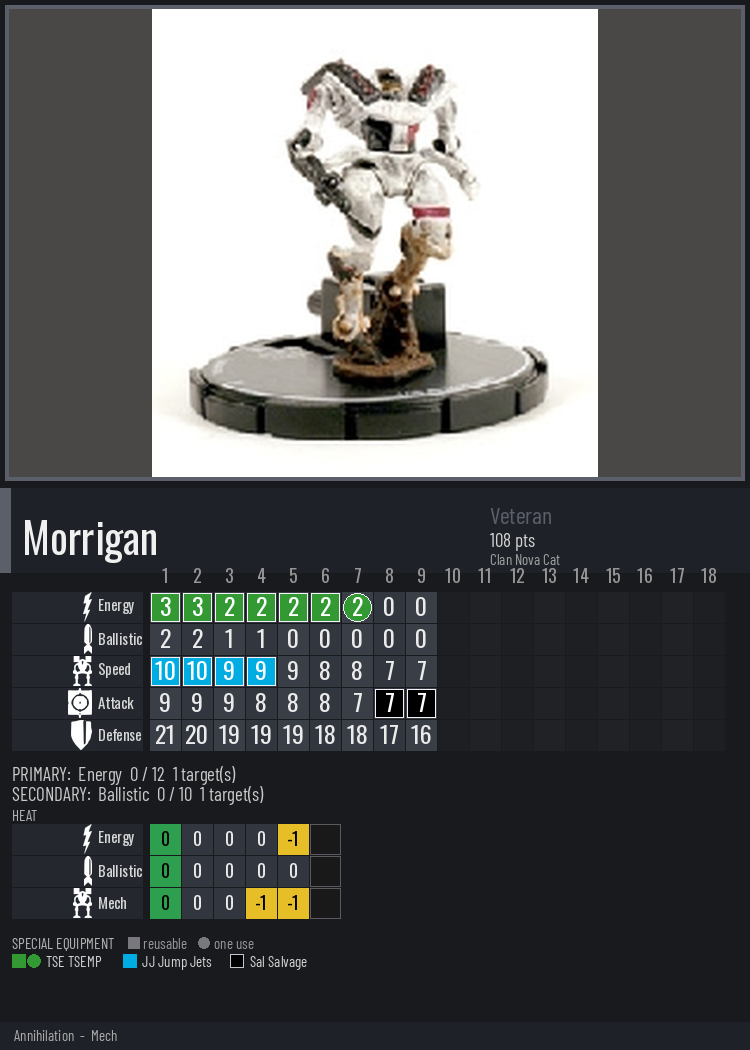 Morrigan
Veteran
108 pts
Clan Nova Cat
1 2 3 4 5 6 7 8 9 10 11 12 13 14 15 16 17 18
Energy 3 3 2 2 2 2 2 0 0
Ballistic 2 2 1 1 0 0 0 0 0
Speed 10 10 9 9 9 8 8 7 7
Attack 9 9 9 8 8 8 7 7 7
Defense 21 20 19 19 19 18 18 17 16
PRIMARY: Energy 0 / 12 1 target(s)
SECONDARY: Ballistic 0 / 10 1 target(s)
HEAT
Energy 0 0 0 0 -1
Ballistic 0 0 0 0 0
Mech 0 0 0 -1 -1
SPECIAL EQUIPMENT reusable one use
TSE TSEMP JJ Jump Jets Sal Salvage
Annihilation - Mech